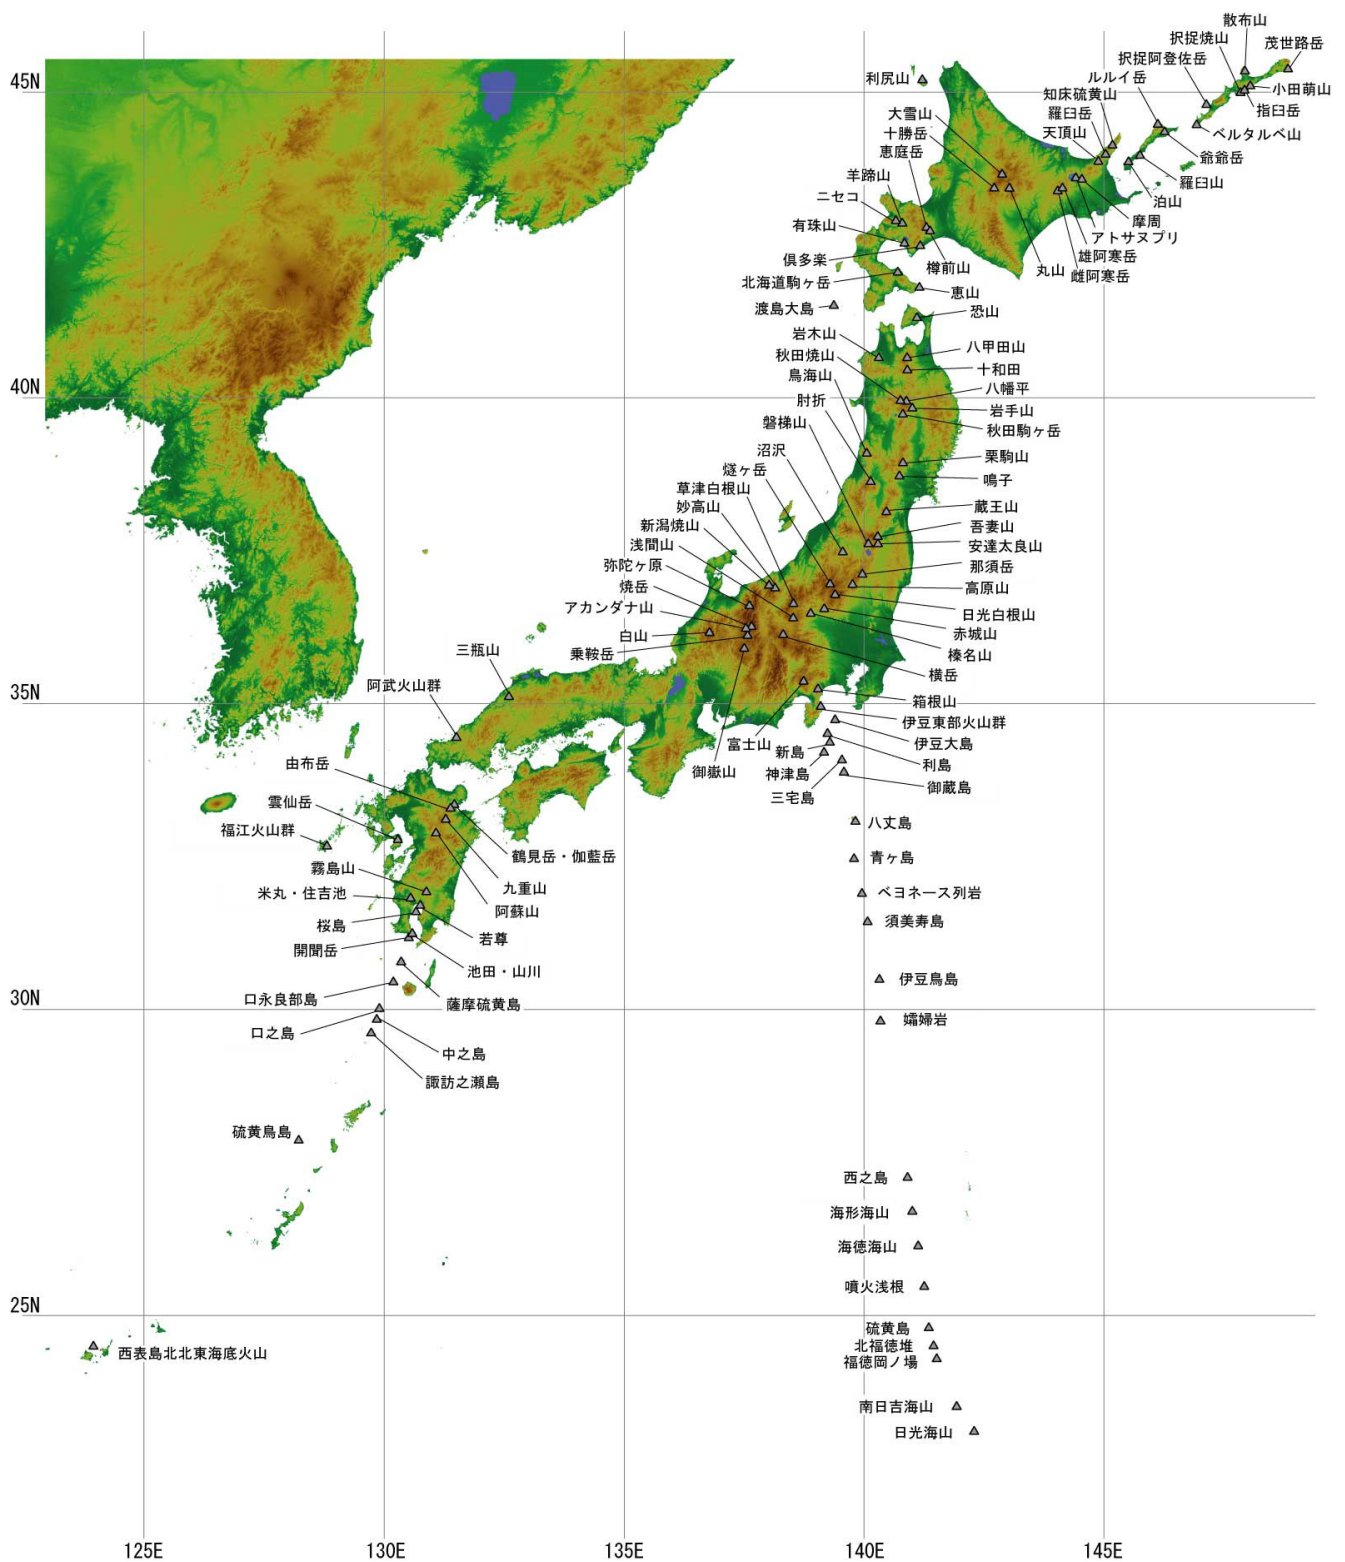 散布山
択捉焼山
茂世路岳
択捉阿登佐岳
45N
利尻山
ルルイ岳
小田萌山
知床硫黄山
指臼岳
大雪山
羅臼岳
十勝岳
天頂山
ベルタルベ山
恵庭岳
爺爺岳
羊蹄山
羅臼山
ニセコ
泊山
有珠山
摩周
アトサヌプリ
倶多楽
雄阿寒岳
樽前山
丸山
雌阿寒岳
北海道駒ヶ岳
恵山
渡島大島
恐山
岩木山
八甲田山
秋田焼山
十和田
鳥海山
40N
八幡平
肘折
岩手山
磐梯山
秋田駒ヶ岳
沼沢
栗駒山
燧ヶ岳
鳴子
草津白根山
妙高山
蔵王山
新潟焼山
吾妻山
浅間山
安達太良山
弥陀ヶ原
那須岳
焼岳
高原山
アカンダナ山
日光白根山
白山
赤城山
三瓶山
乗鞍岳
榛名山
横岳
阿武火山群
35N
箱根山
伊豆東部火山群
富士山
伊豆大島
新島
由布岳
御嶽山
神津島
利島
三宅島
御蔵島
雲仙岳
福江火山群
八丈島
鶴見岳・伽藍岳
青ヶ島
霧島山
九重山
米丸・住吉池
ベヨネース列岩
阿蘇山
桜島
須美寿島
若尊
開聞岳
池田・山川
伊豆鳥島
口永良部島
30N
薩摩硫黄島
孀婦岩
口之島
中之島
諏訪之瀬島
硫黄鳥島
西之島
海形海山
海徳海山
噴火浅根
25N
硫黄島
北福徳堆
西表島北北東海底火山
福徳岡ノ場
南日吉海山
日光海山
125E
130E
135E
140E
145E